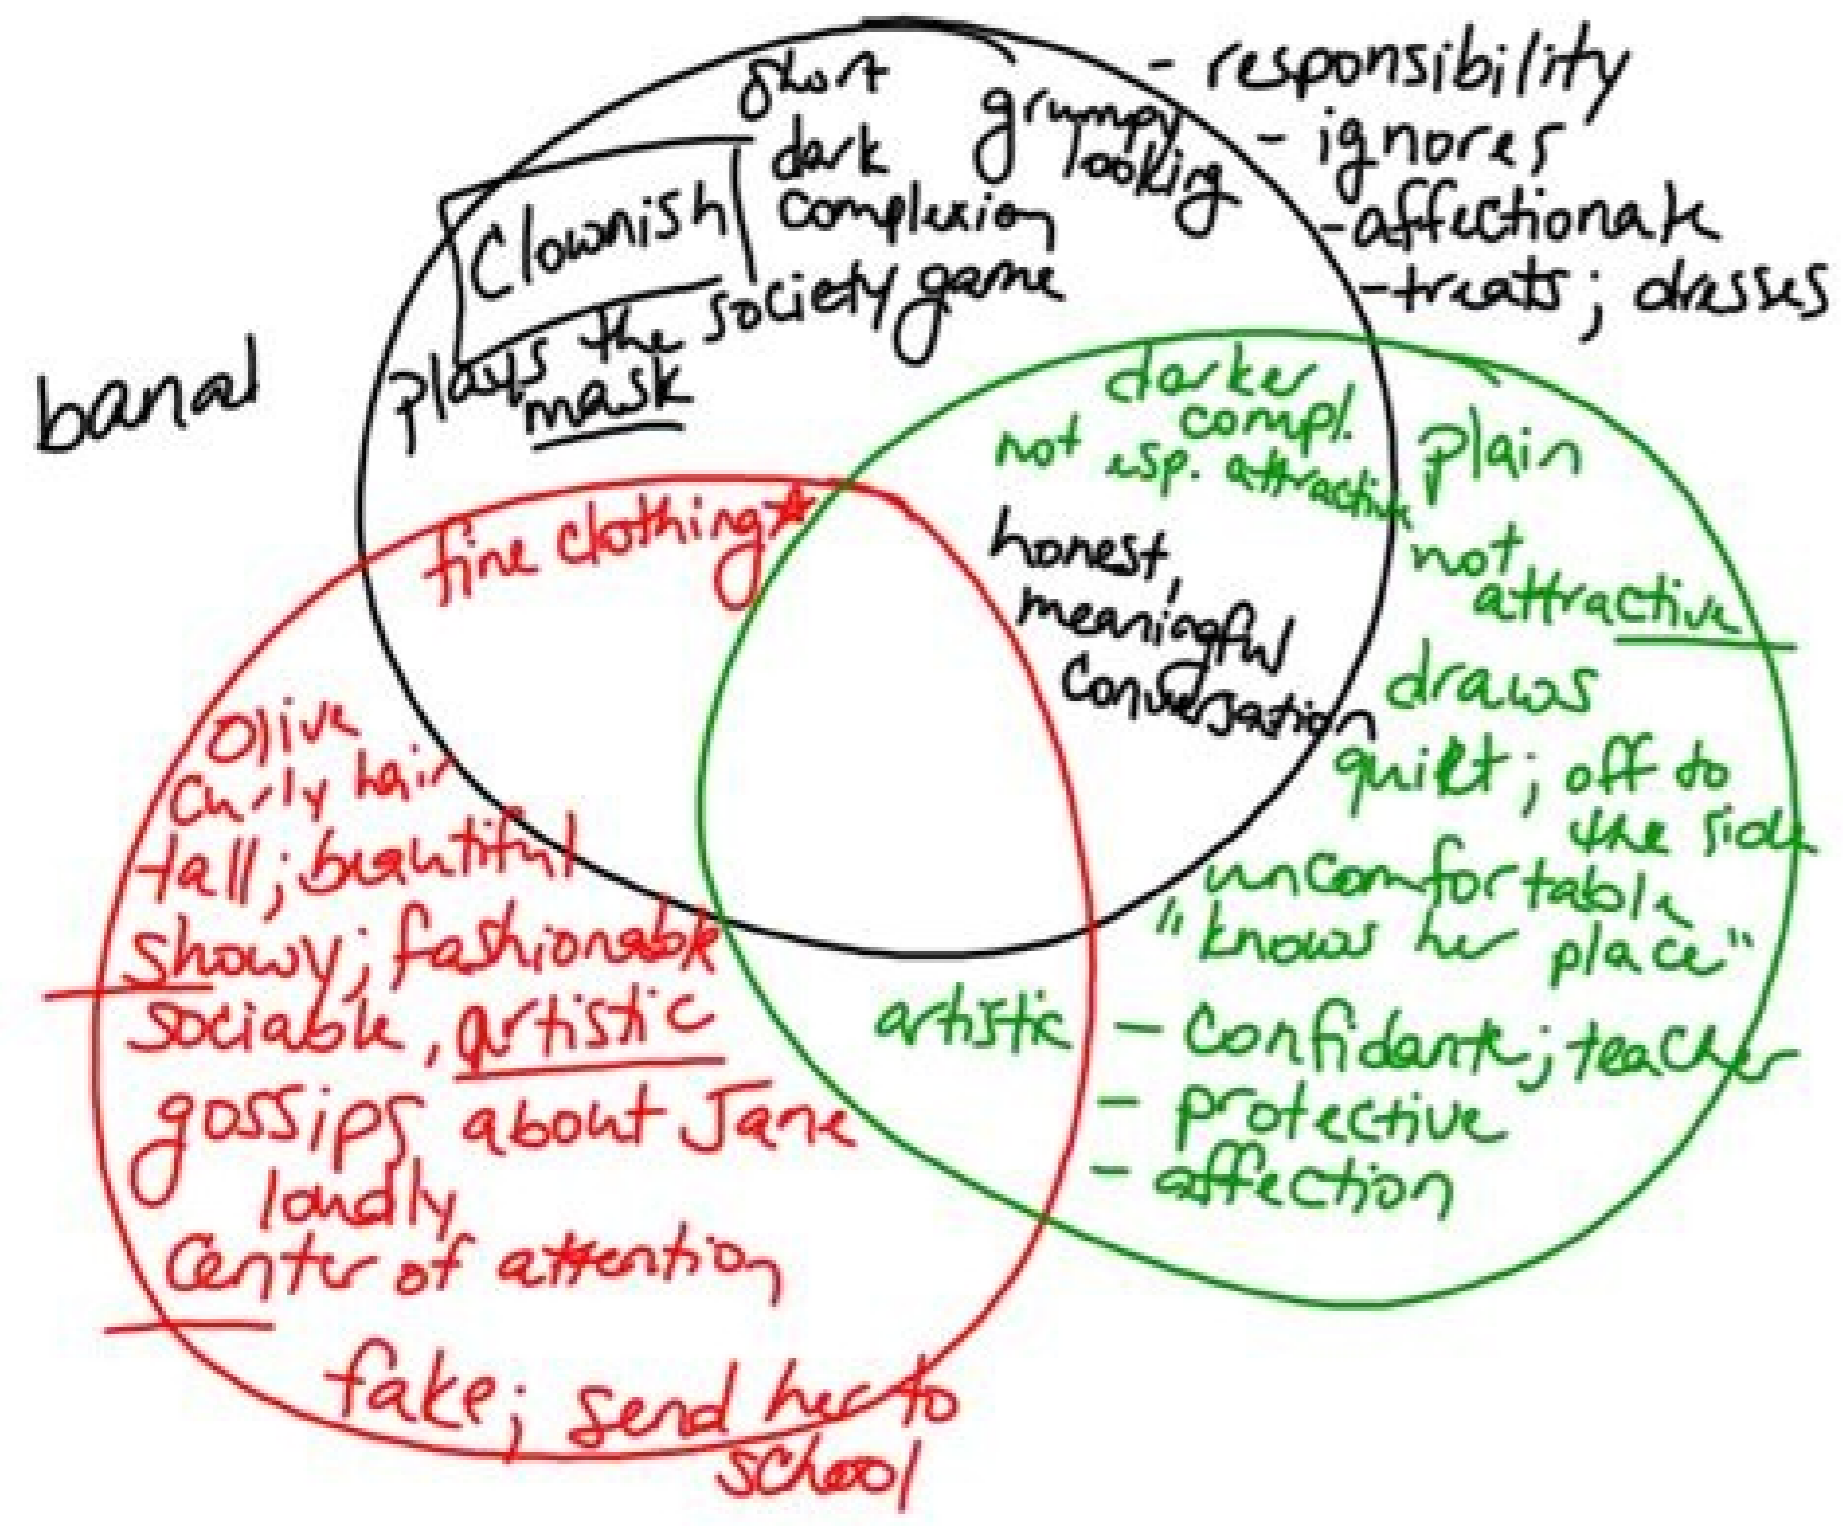 short
grumpy
looking
dark
complexion
Clownish
plays the society game
mask
- responsibility
- ignores
- affectionate
- treats; dresses
banal
darker
compl.
not esp. attractive
honest,
meaningful
conversation
plain
not
attractive
draws
quiet; off to
the side
uncomfortable
"knows her place"
- confidante; teacher
- protective
- affection
artistic
fine clothing*
olive
curly hair
tall; beautiful
showy; fashionable
sociable, artistic
gossips about Jane
loudly
Center of attention
fake; send her to
school